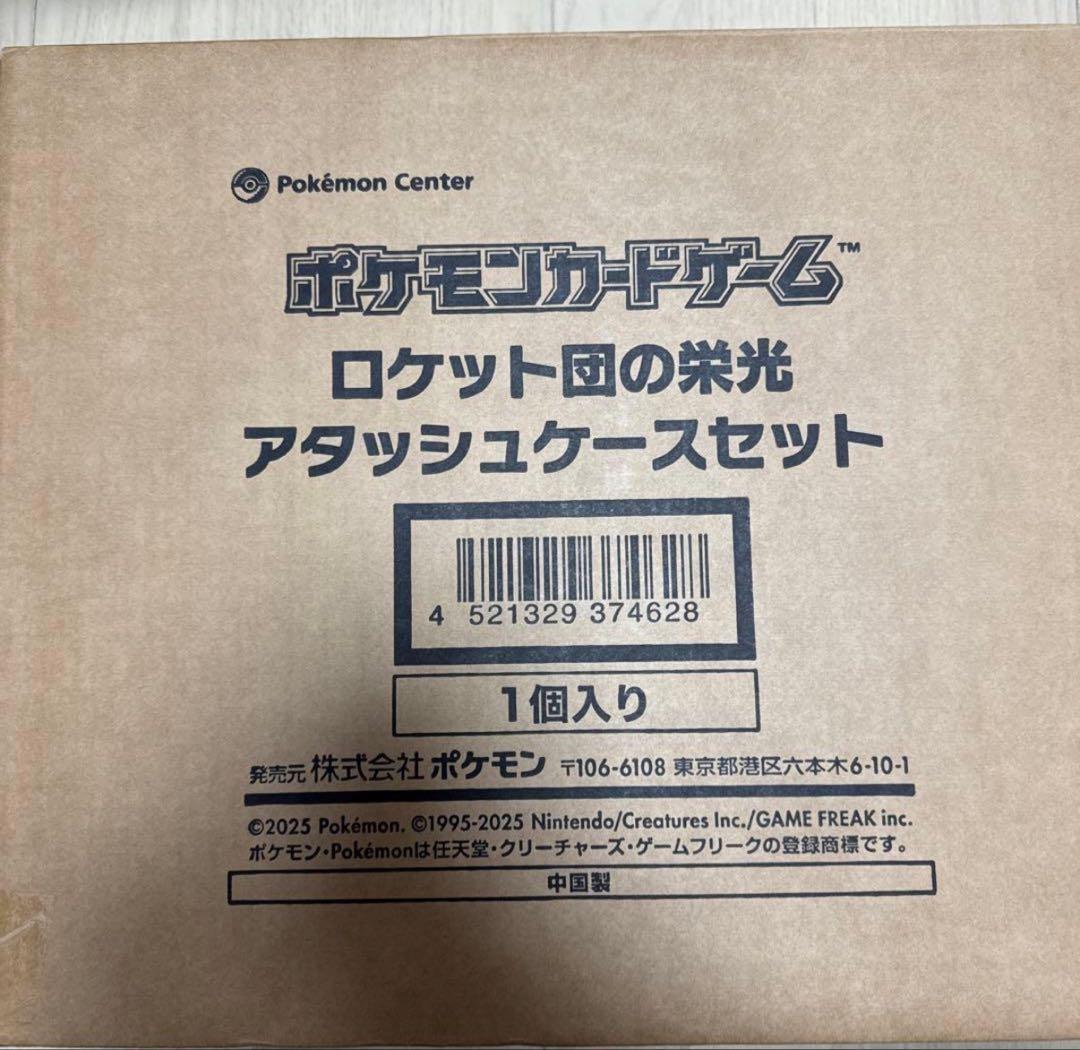 Pokémon Center
ポケモンカードゲーム™
ロケット団の栄光
アタッシュケースセット
4 521329 374628
1個入り
発売元 株式会社 ポケモン 〒106-6108 東京都港区六本木6-10-1
©2025 Pokémon. ©1995-2025 Nintendo/Creatures Inc./GAME FREAK inc.
ポケモン・Pokémonは任天堂・クリーチャーズ・ゲームフリークの登録商標です。
中国製